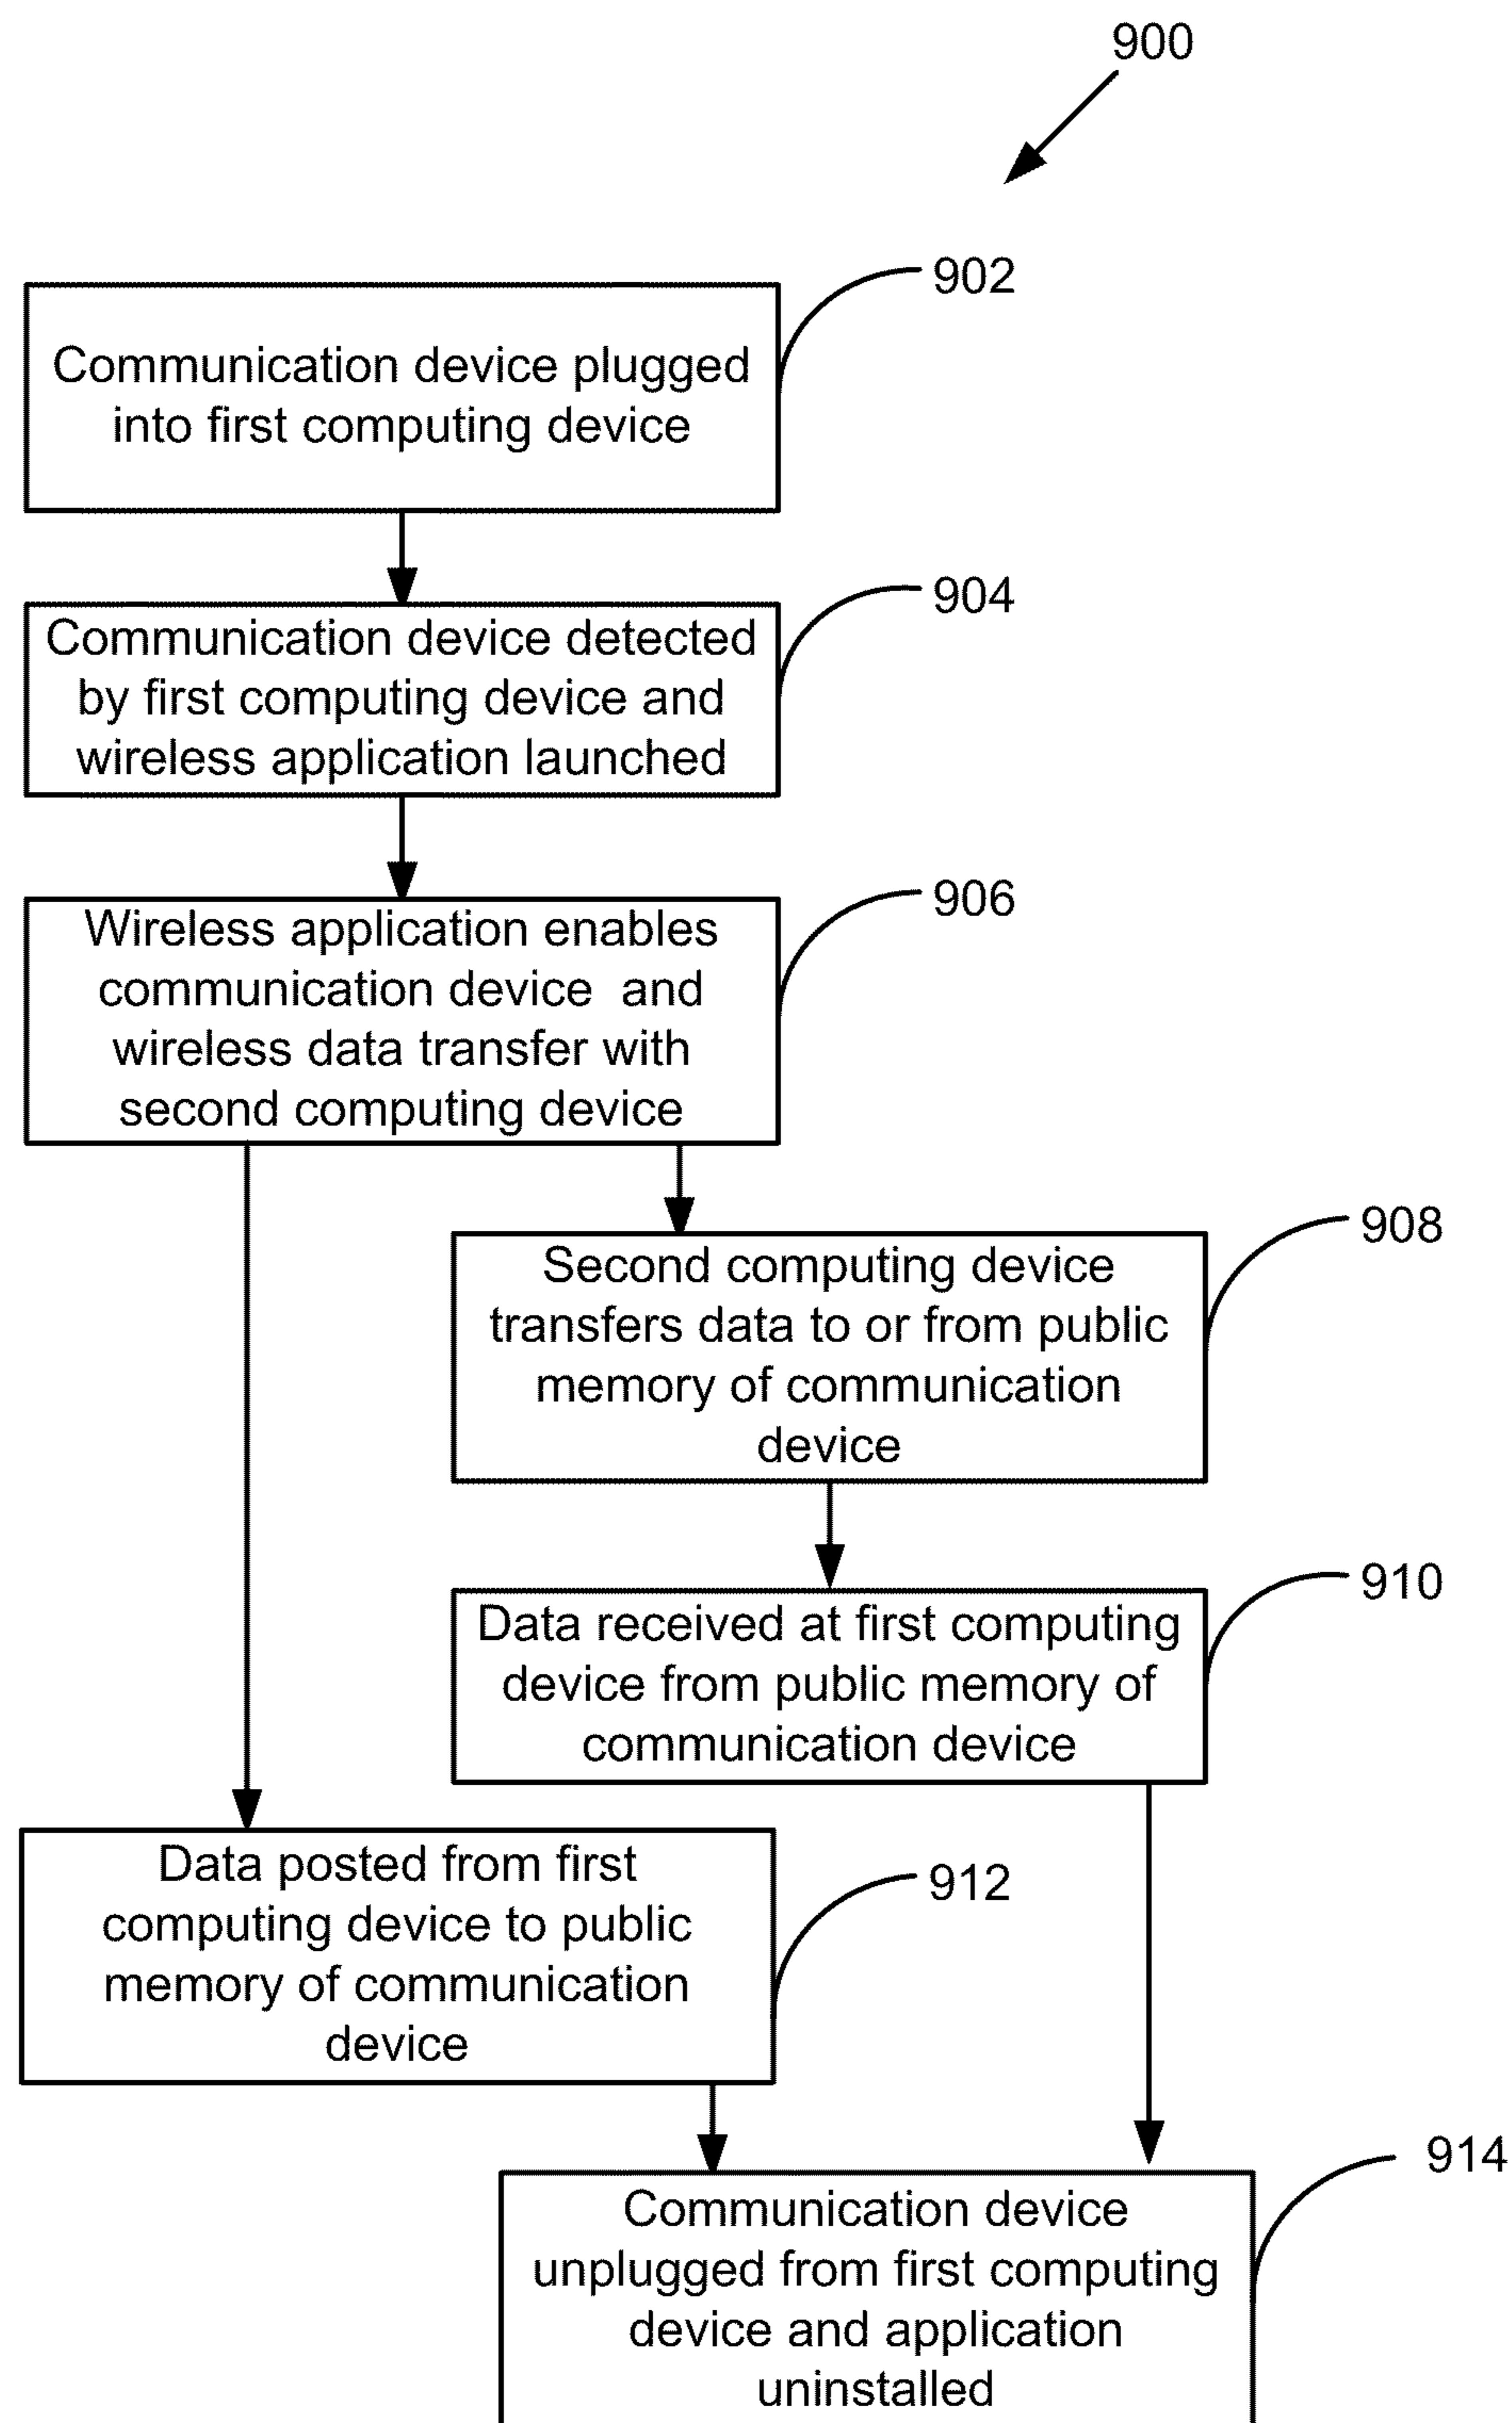 900
902
Communication device plugged
into first computing device
904
Communication device detected
by first computing device and
wireless application launched
906
Wireless application enables
communication device and
wireless data transfer with
second computing device
908
Second computing device
transfers data to or from public
memory of communication
device
910
Data received at first computing
device from public memory of
communication device
912
Data posted from first
computing device to public
memory of communication
device
914
Communication device
unplugged from first computing
device and application
uninstalled